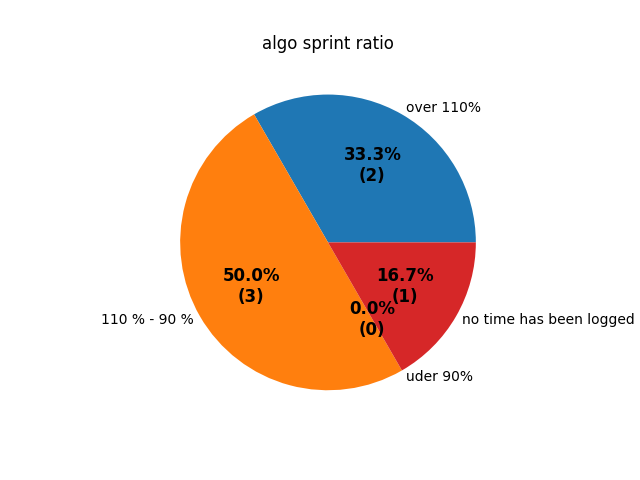 algo sprint ratio
over 110%
33.3%
(2)
50.0%
(3)
16.7%
(1)
0.0%
(0)
110 % - 90 %
no time has been logged
uder 90%